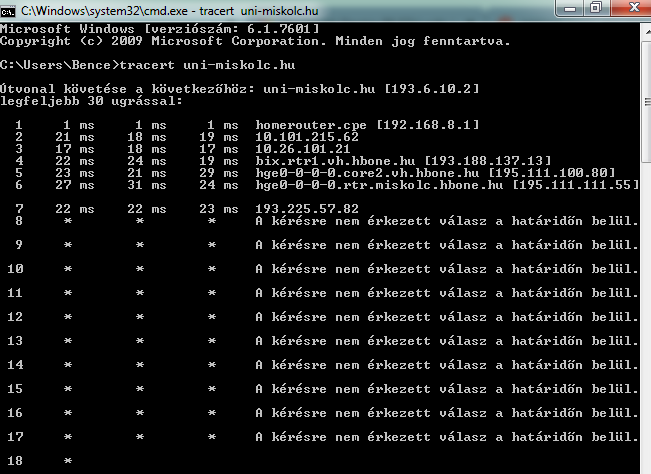 C:\Windows\system32\cmd.exe - tracert uni-miskolc.hu
Microsoft Windows [verziószám: 6.1.7601]
Copyright (c) 2009 Microsoft Corporation. Minden jog fenntartva.
C:\Users\Bence>tracert uni-miskolc.hu
Útvonal követése a következőhöz: uni-miskolc.hu [193.6.10.2]
legfeljebb 30 ugrással:
1 1 ms 1 ms 1 ms homerouter.cpe [192.168.8.1]
2 21 ms 18 ms 19 ms 10.101.215.62
3 17 ms 18 ms 17 ms 10.26.101.21
4 22 ms 24 ms 19 ms bix.rtr1.vh.hbone.hu [193.188.137.13]
5 23 ms 21 ms 29 ms hge0-0-0-0.core2.vh.hbone.hu [195.111.100.80]
6 27 ms 31 ms 24 ms hge0-0-0-0.rtr.miskolc.hbone.hu [195.111.111.55]
7 22 ms 22 ms 23 ms 193.225.57.82
8 * * * A kérésre nem érkezett válasz a határidőn belül.
9 * * * A kérésre nem érkezett válasz a határidőn belül.
10 * * * A kérésre nem érkezett válasz a határidőn belül.
11 * * * A kérésre nem érkezett válasz a határidőn belül.
12 * * * A kérésre nem érkezett válasz a határidőn belül.
13 * * * A kérésre nem érkezett válasz a határidőn belül.
14 * * * A kérésre nem érkezett válasz a határidőn belül.
15 * * * A kérésre nem érkezett válasz a határidőn belül.
16 * * * A kérésre nem érkezett válasz a határidőn belül.
17 * * * A kérésre nem érkezett válasz a határidőn belül.
18 *